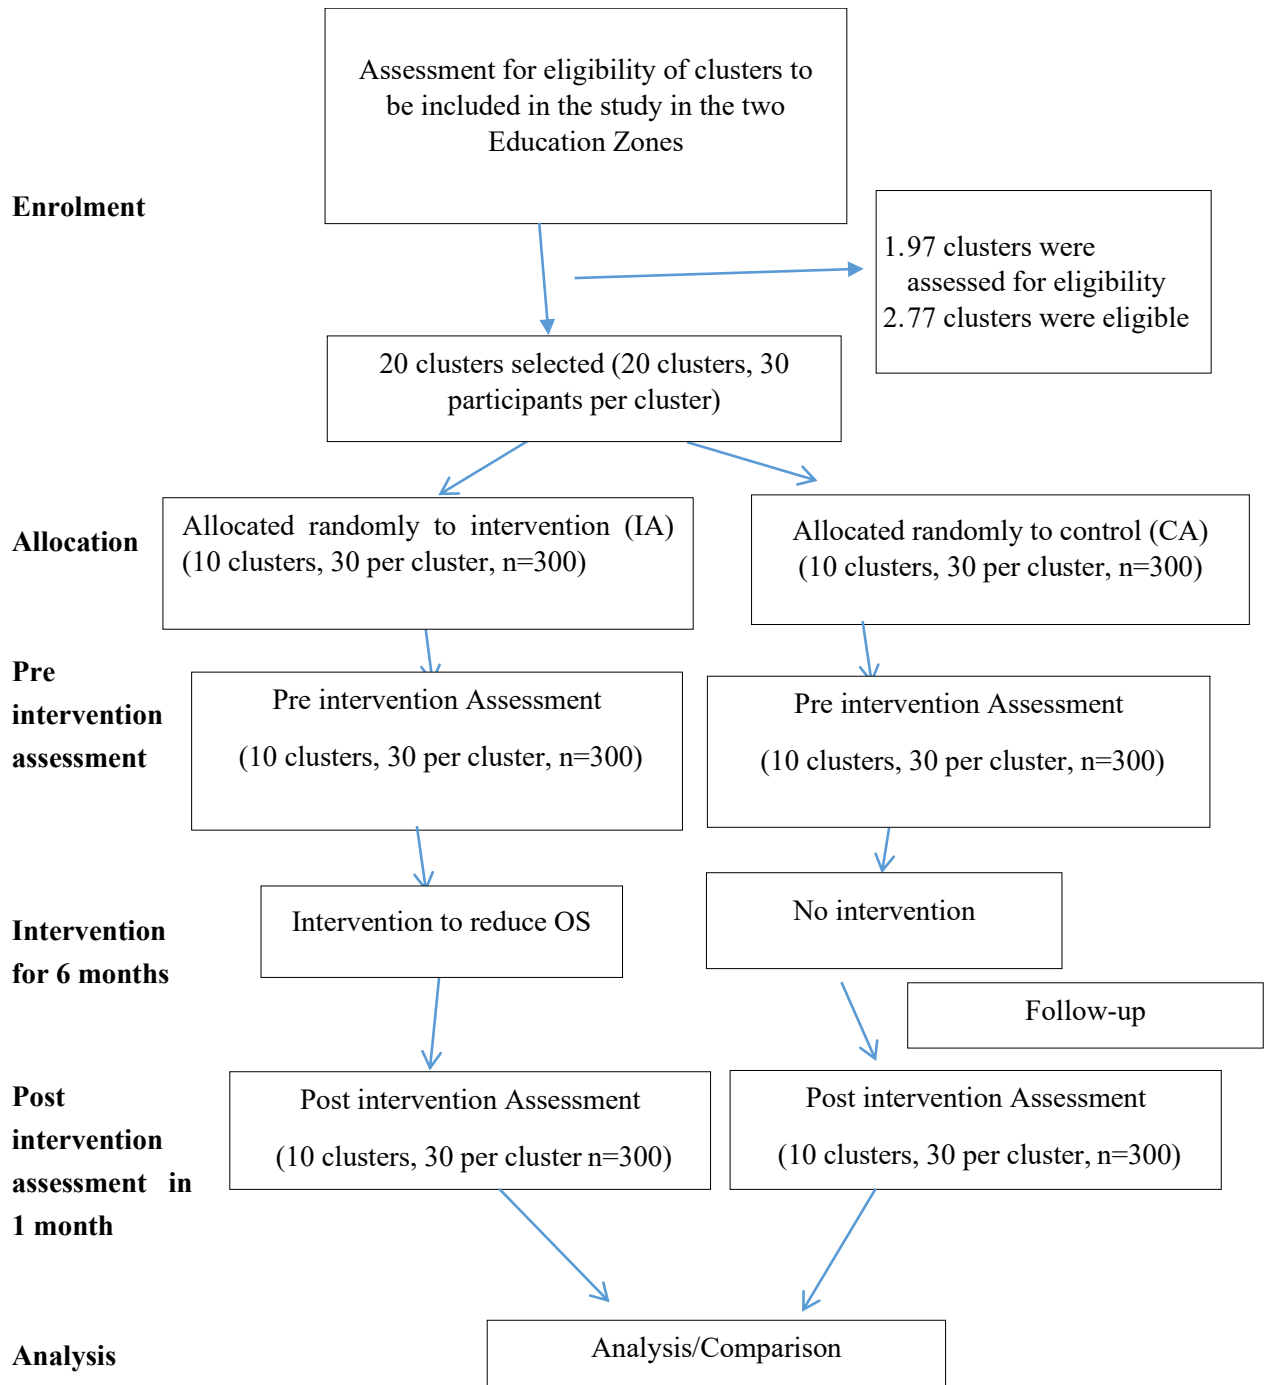 Assessment for eligibility of clusters to
be included in the study in the two
Education Zones
Enrolment
1. 97 clusters were
assessed for eligibility
2. 77 clusters were eligible
20 clusters selected (20 clusters, 30
participants per cluster)
Allocation
Allocated randomly to intervention (IA)
(10 clusters, 30 per cluster, n=300)
Allocated randomly to control (CA)
(10 clusters, 30 per cluster, n=300)
Pre
intervention
assessment
Pre intervention Assessment
(10 clusters, 30 per cluster, n=300)
Pre intervention Assessment
(10 clusters, 30 per cluster, n=300)
Intervention
for 6 months
Intervention to reduce OS
No intervention
Follow-up
Post
intervention
assessment in
1 month
Post intervention Assessment
(10 clusters, 30 per cluster n=300)
Post intervention Assessment
(10 clusters, 30 per cluster, n=300)
Analysis
Analysis/Comparison